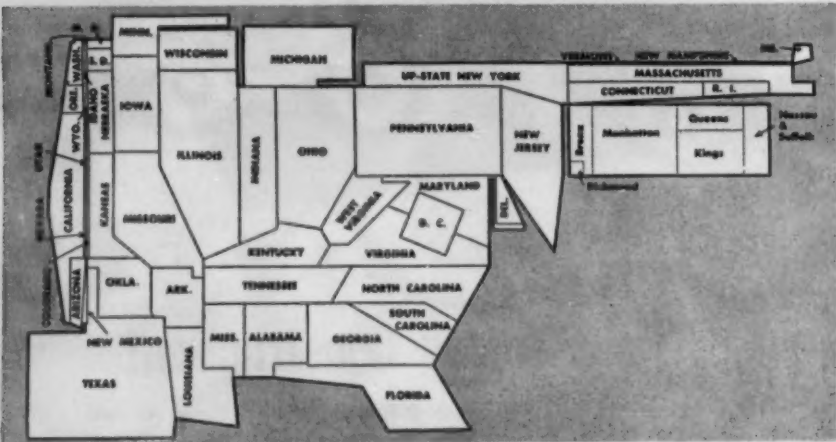 MINN.
WISCONSIN
MICHIGAN
ME.
VERMONT
NEW HAMPSHIRE
MONTANA
WASH.
S. D.
UP-STATE NEW YORK
MASSACHUSETTS
CONNECTICUT
R. I.
ORE.
IDAHO
NEBRASKA
IOWA
ILLINOIS
INDIANA
OHIO
PENNSYLVANIA
NEW JERSEY
Bronx
Manhattan
Queens
Kings
Nassau & Suffolk
Richmond
WYO.
UTAH
NEVADA
CALIFORNIA
KANSAS
MISSOURI
WEST VIRGINIA
MARYLAND
D. C.
DEL.
KENTUCKY
VIRGINIA
COLORADO
ARIZONA
OKLA.
ARK.
TENNESSEE
NORTH CAROLINA
SOUTH CAROLINA
NEW MEXICO
MISS.
ALABAMA
GEORGIA
TEXAS
LOUISIANA
FLORIDA